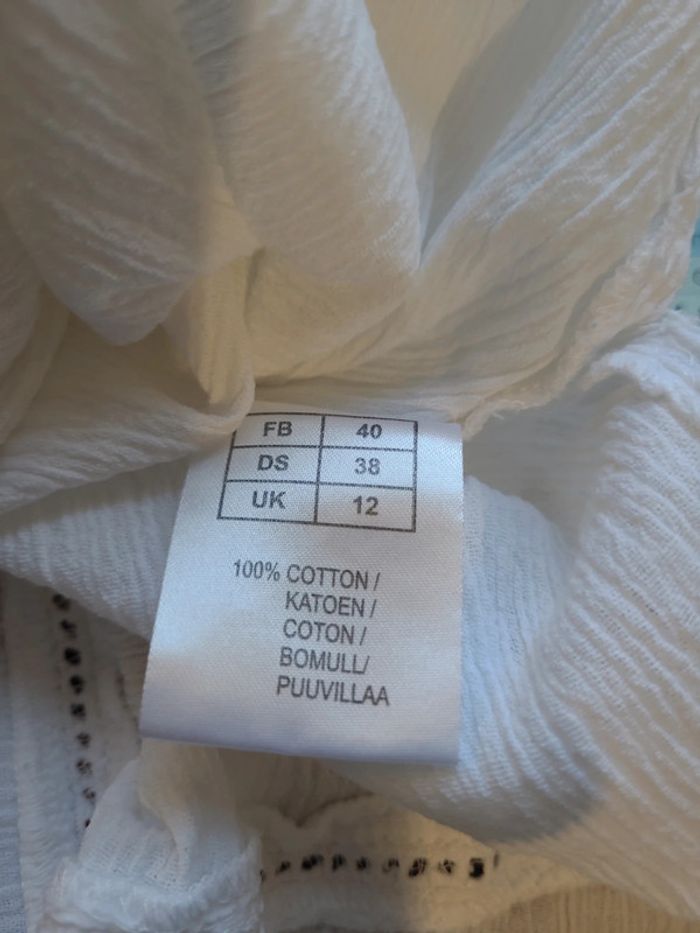 FB 40
DS 38
UK 12
100% COTTON /
KATOEN /
COTON /
BOMULL/
PUUVILLAA